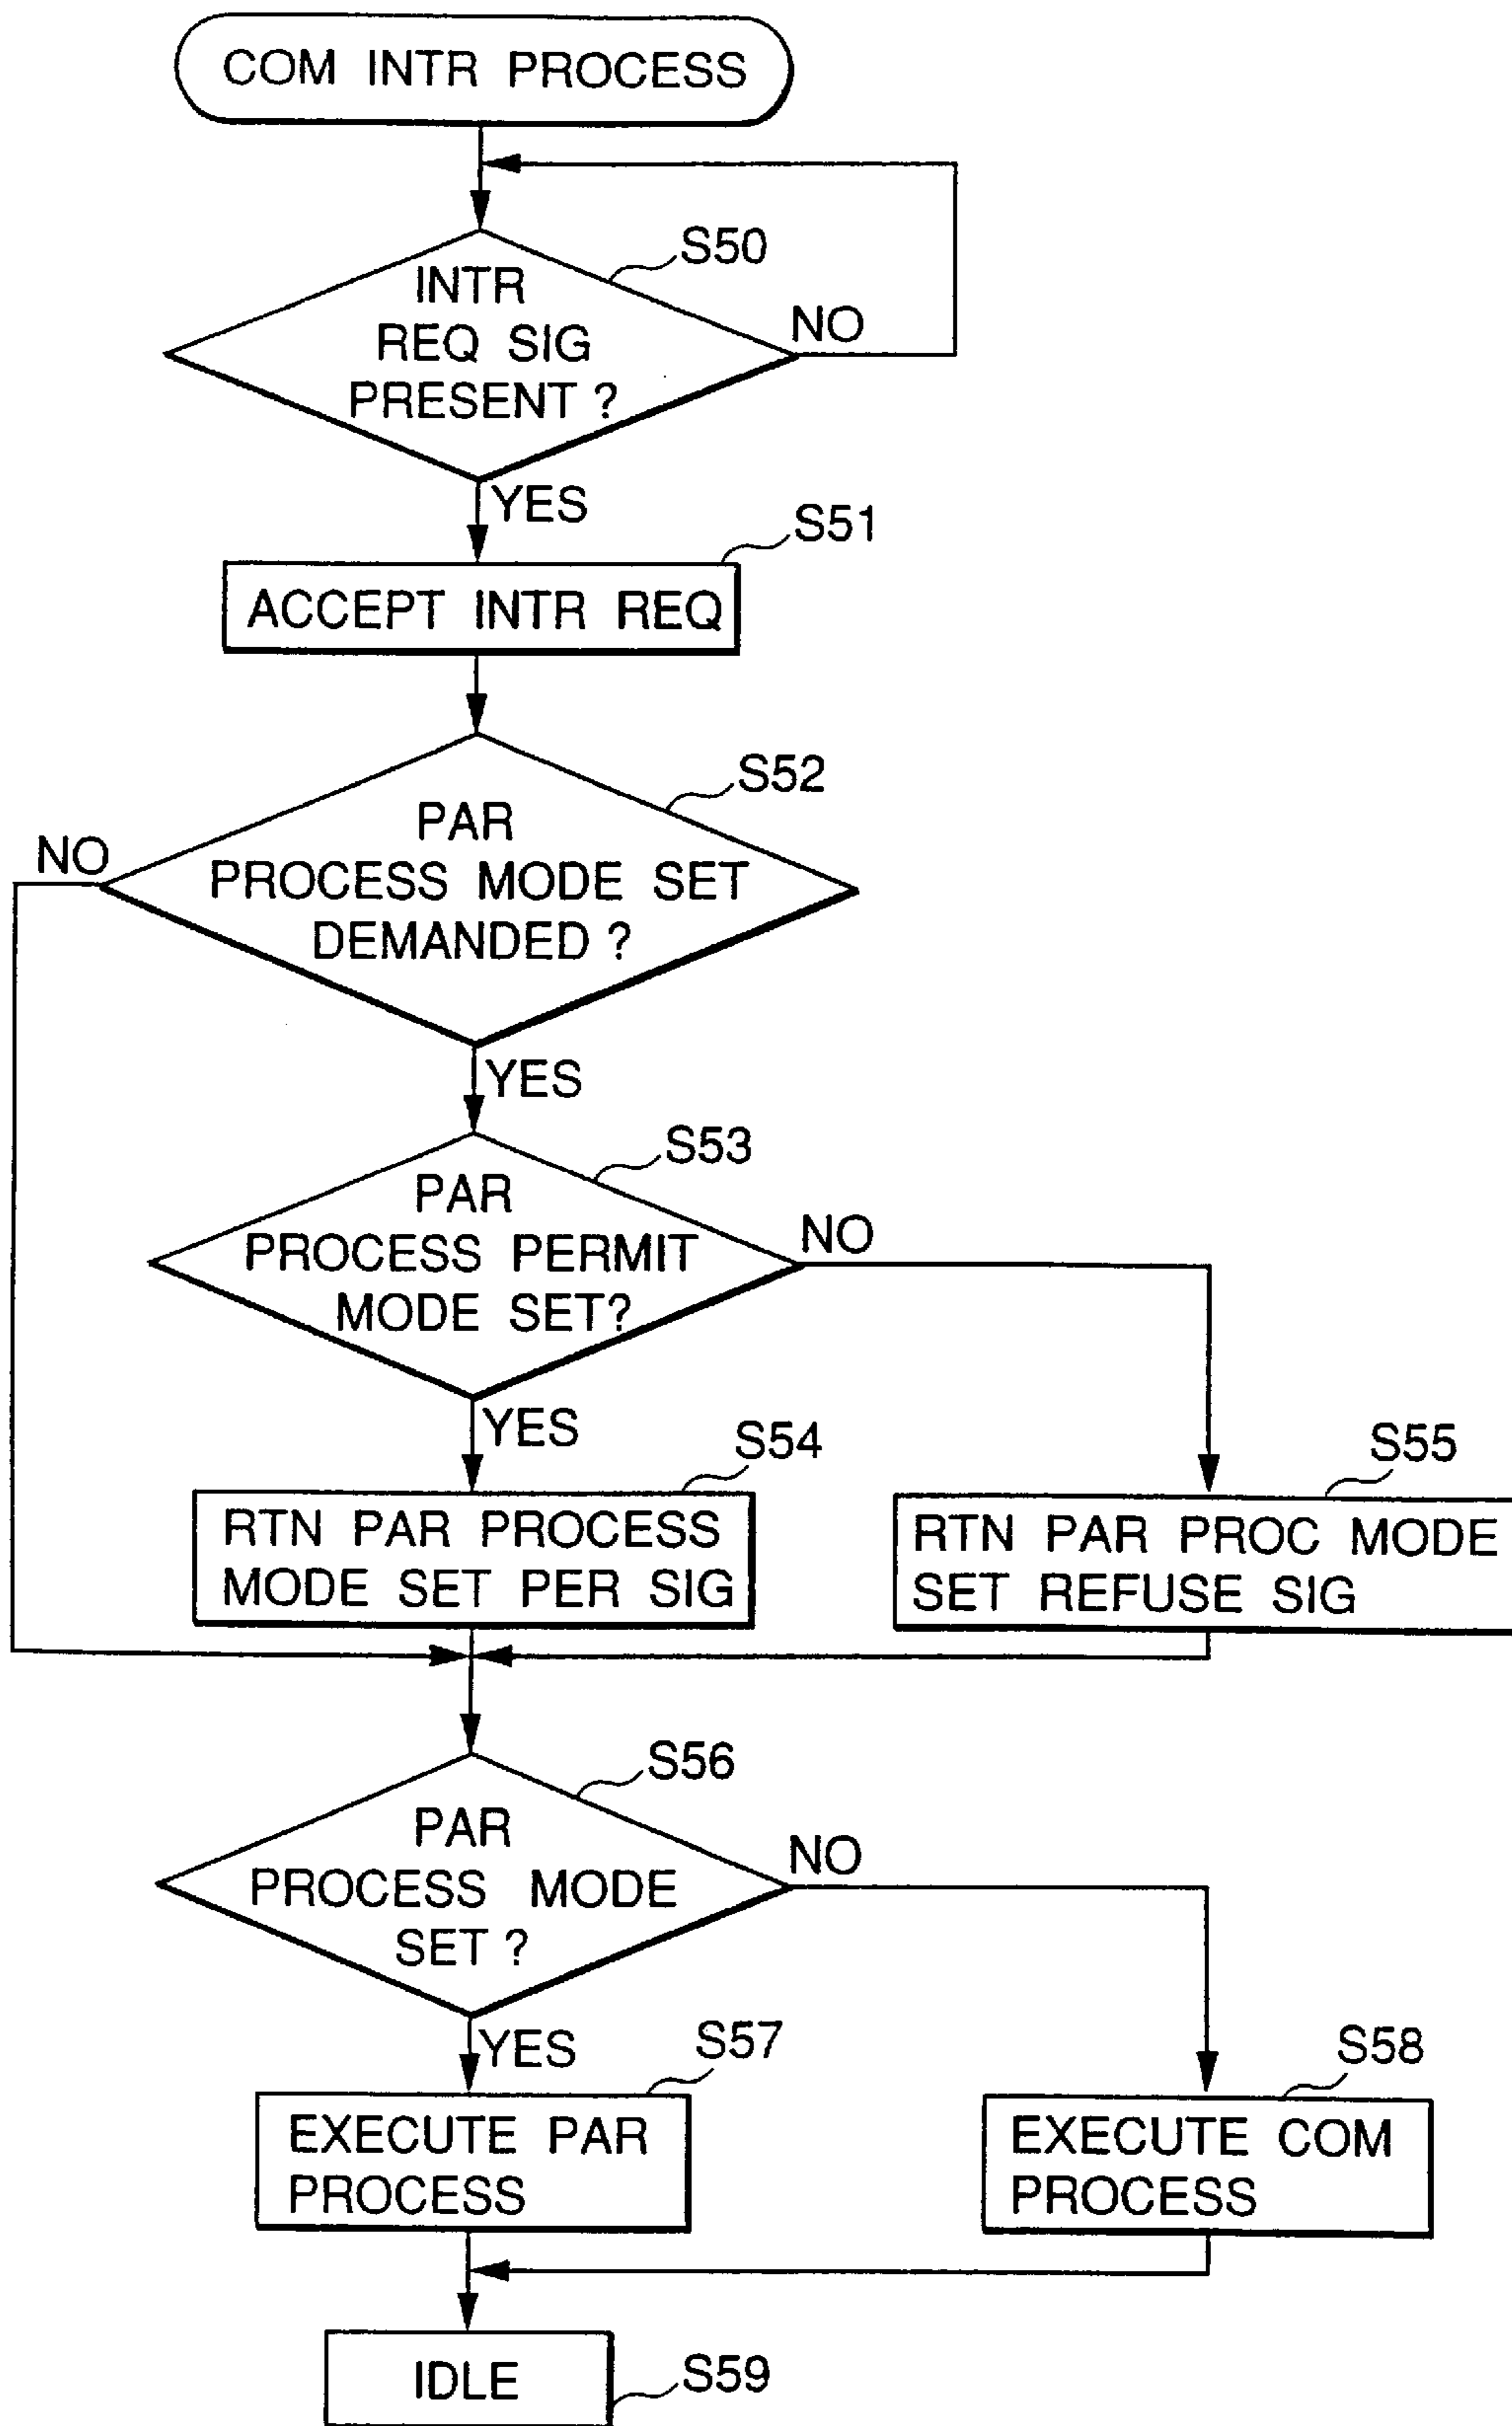 COM INTR PROCESS
S50
INTR
REQ SIG
PRESENT ?
NO
YES
S51
ACCEPT INTR REQ
S52
PAR
PROCESS MODE SET
DEMANDED ?
NO
YES
S53
PAR
PROCESS PERMIT
MODE SET?
NO
YES
S54
RTN PAR PROCESS
MODE SET PER SIG
S55
RTN PAR PROC MODE
SET REFUSE SIG
S56
PAR
PROCESS MODE
SET ?
NO
YES
S57
EXECUTE PAR
PROCESS
S58
EXECUTE COM
PROCESS
IDLE
S59